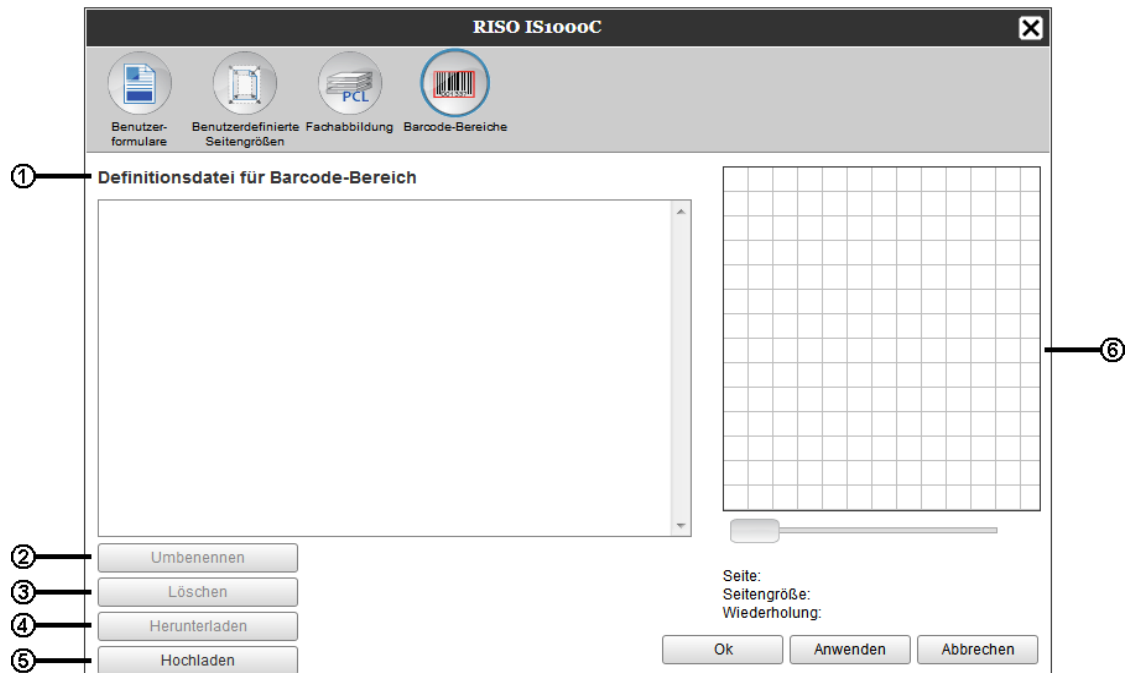 RISO IS1000C
PCL
Benutzer-
formulare
Benutzerdefinierte
Seitengrößen
Fachabbildung
Barcode-Bereiche
① Definitionsdatei für Barcode-Bereich
⑥
② Umbenennen
③ Löschen
④ Herunterladen
⑤ Hochladen
Seite:
Seitengröße:
Wiederholung:
Ok
Anwenden
Abbrechen